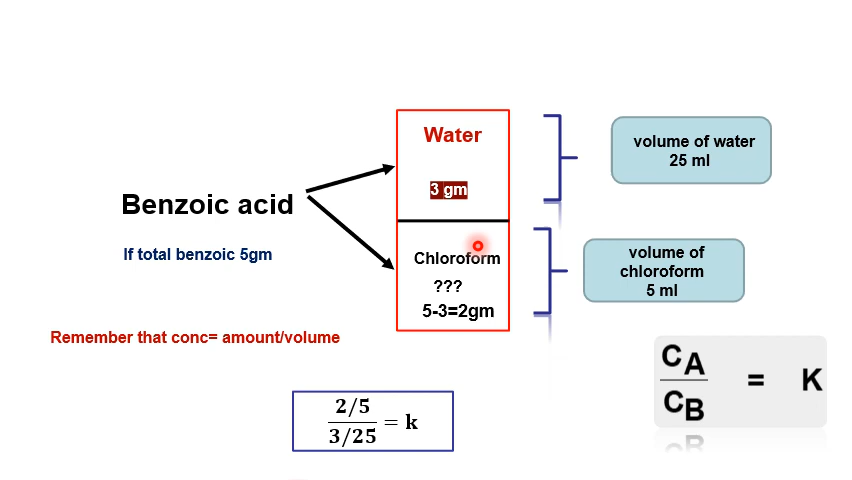 Water
3 gm
volume of water
25 ml
Benzoic acid
If total benzoic 5gm
Chloroform
???
5-3=2gm
volume of
chloroform
5 ml
Remember that conc= amount/volume
2/5
3/25
= k
CA
CB
= K